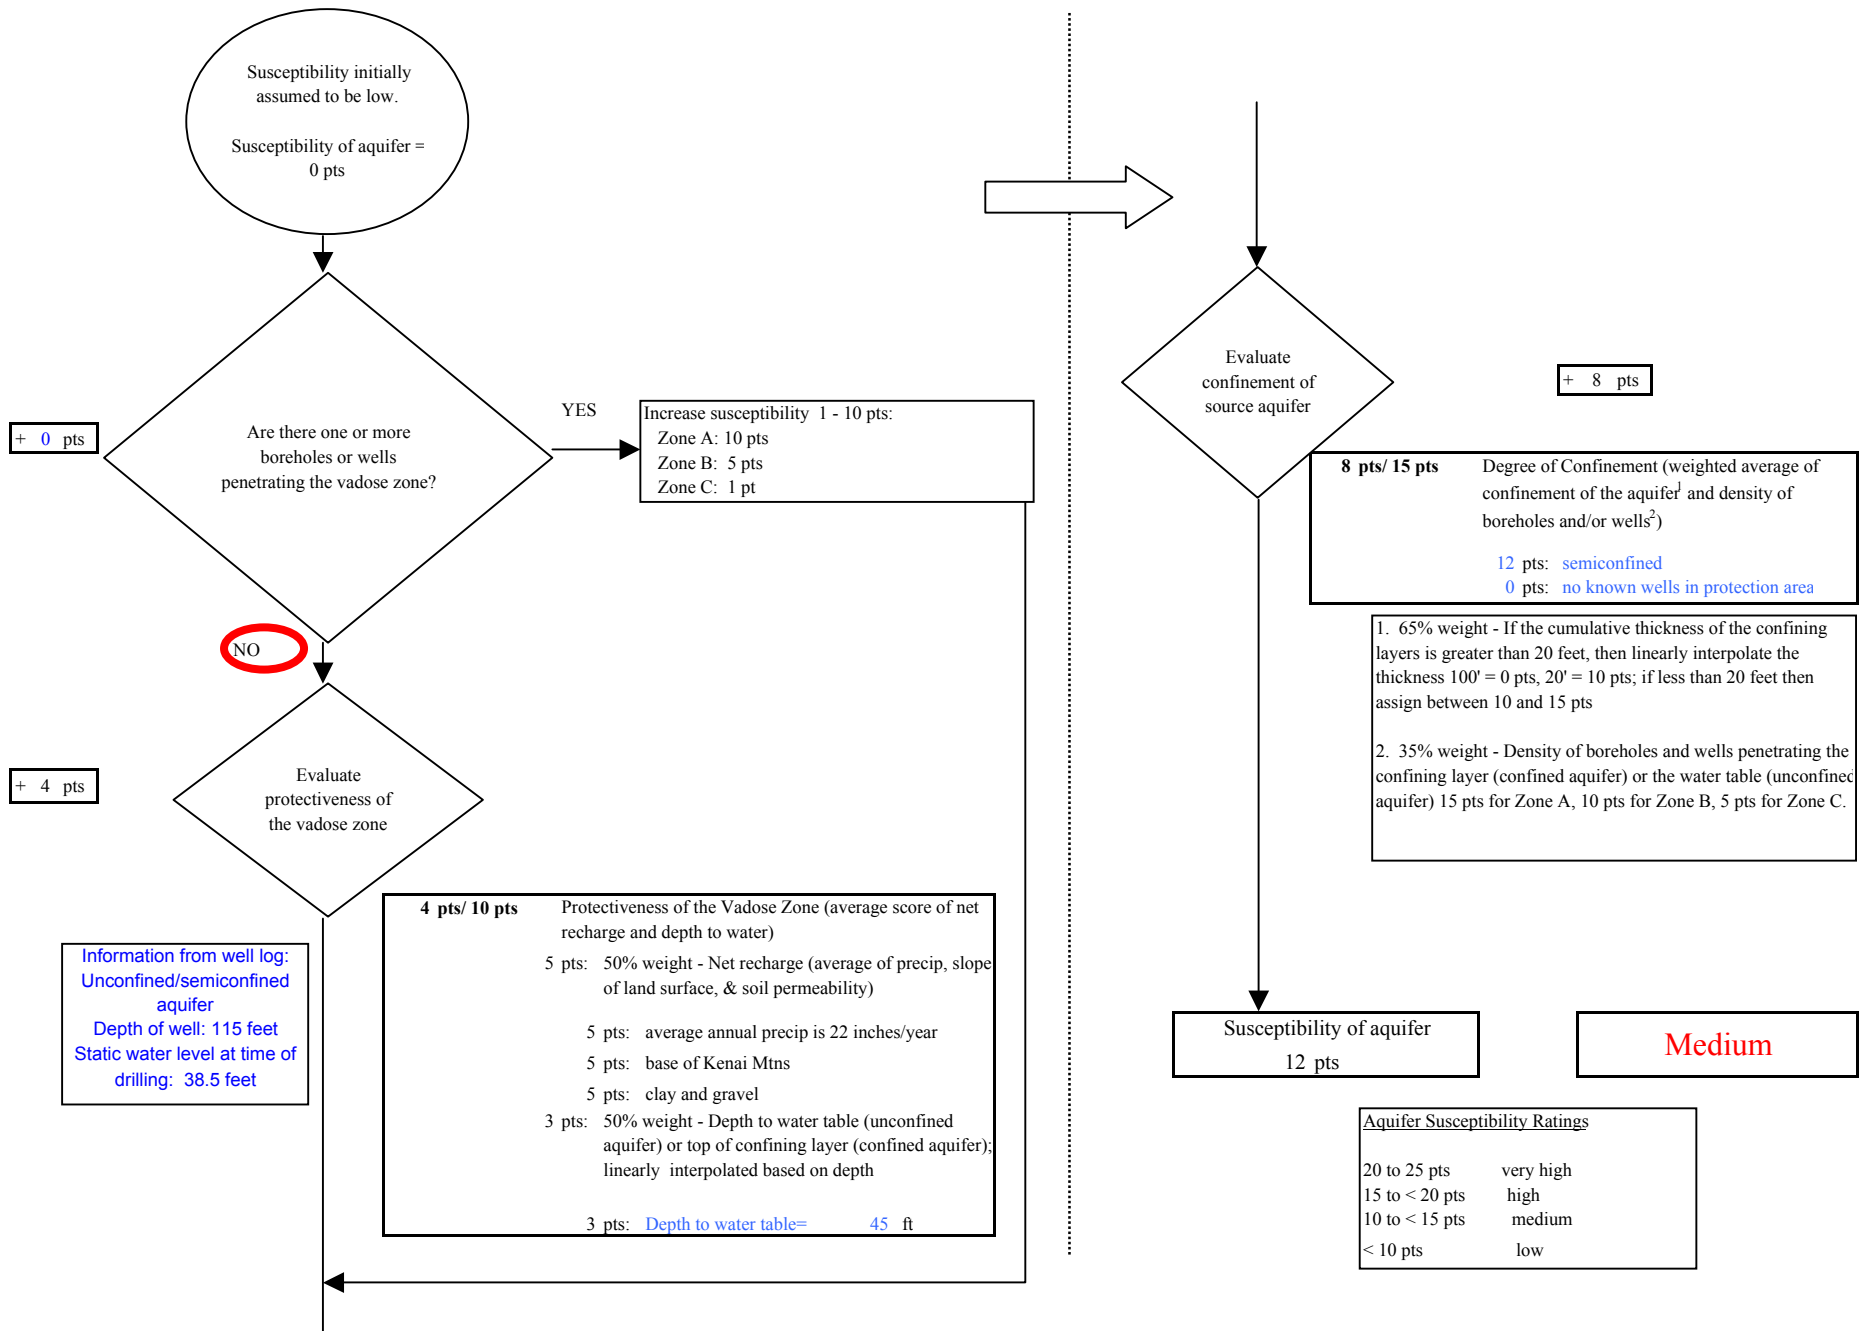 Susceptibility initially
assumed to be low.
Susceptibility of aquifer =
0 pts
Are there one or more
boreholes or wells
penetrating the vadose zone?
+ 0 pts
YES
Increase susceptibility 1 - 10 pts:
Zone A: 10 pts
Zone B: 5 pts
Zone C: 1 pt
NO
+ 4 pts
Evaluate
protectiveness of
the vadose zone
Information from well log:
Unconfined/semiconfined
aquifer
Depth of well: 115 feet
Static water level at time of
drilling: 38.5 feet
4 pts/ 10 pts Protectiveness of the Vadose Zone (average score of net
recharge and depth to water)
5 pts: 50% weight - Net recharge (average of precip, slope
of land surface, & soil permeability)
5 pts: average annual precip is 22 inches/year
5 pts: base of Kenai Mtns
5 pts: clay and gravel
3 pts: 50% weight - Depth to water table (unconfined
aquifer) or top of confining layer (confined aquifer);
linearly interpolated based on depth
3 pts: Depth to water table= 45 ft
Evaluate
confinement of
source aquifer
+ 8 pts
8 pts/ 15 pts Degree of Confinement (weighted average of
confinement of the aquifer1 and density of
boreholes and/or wells2)
12 pts: semiconfined
0 pts: no known wells in protection area
1. 65% weight - If the cumulative thickness of the confining
layers is greater than 20 feet, then linearly interpolate the
thickness 100' = 0 pts, 20' = 10 pts; if less than 20 feet then
assign between 10 and 15 pts
2. 35% weight - Density of boreholes and wells penetrating the
confining layer (confined aquifer) or the water table (unconfined
aquifer) 15 pts for Zone A, 10 pts for Zone B, 5 pts for Zone C.
Susceptibility of aquifer
12 pts
Medium
Aquifer Susceptibility Ratings
20 to 25 pts very high
15 to < 20 pts high
10 to < 15 pts medium
< 10 pts low